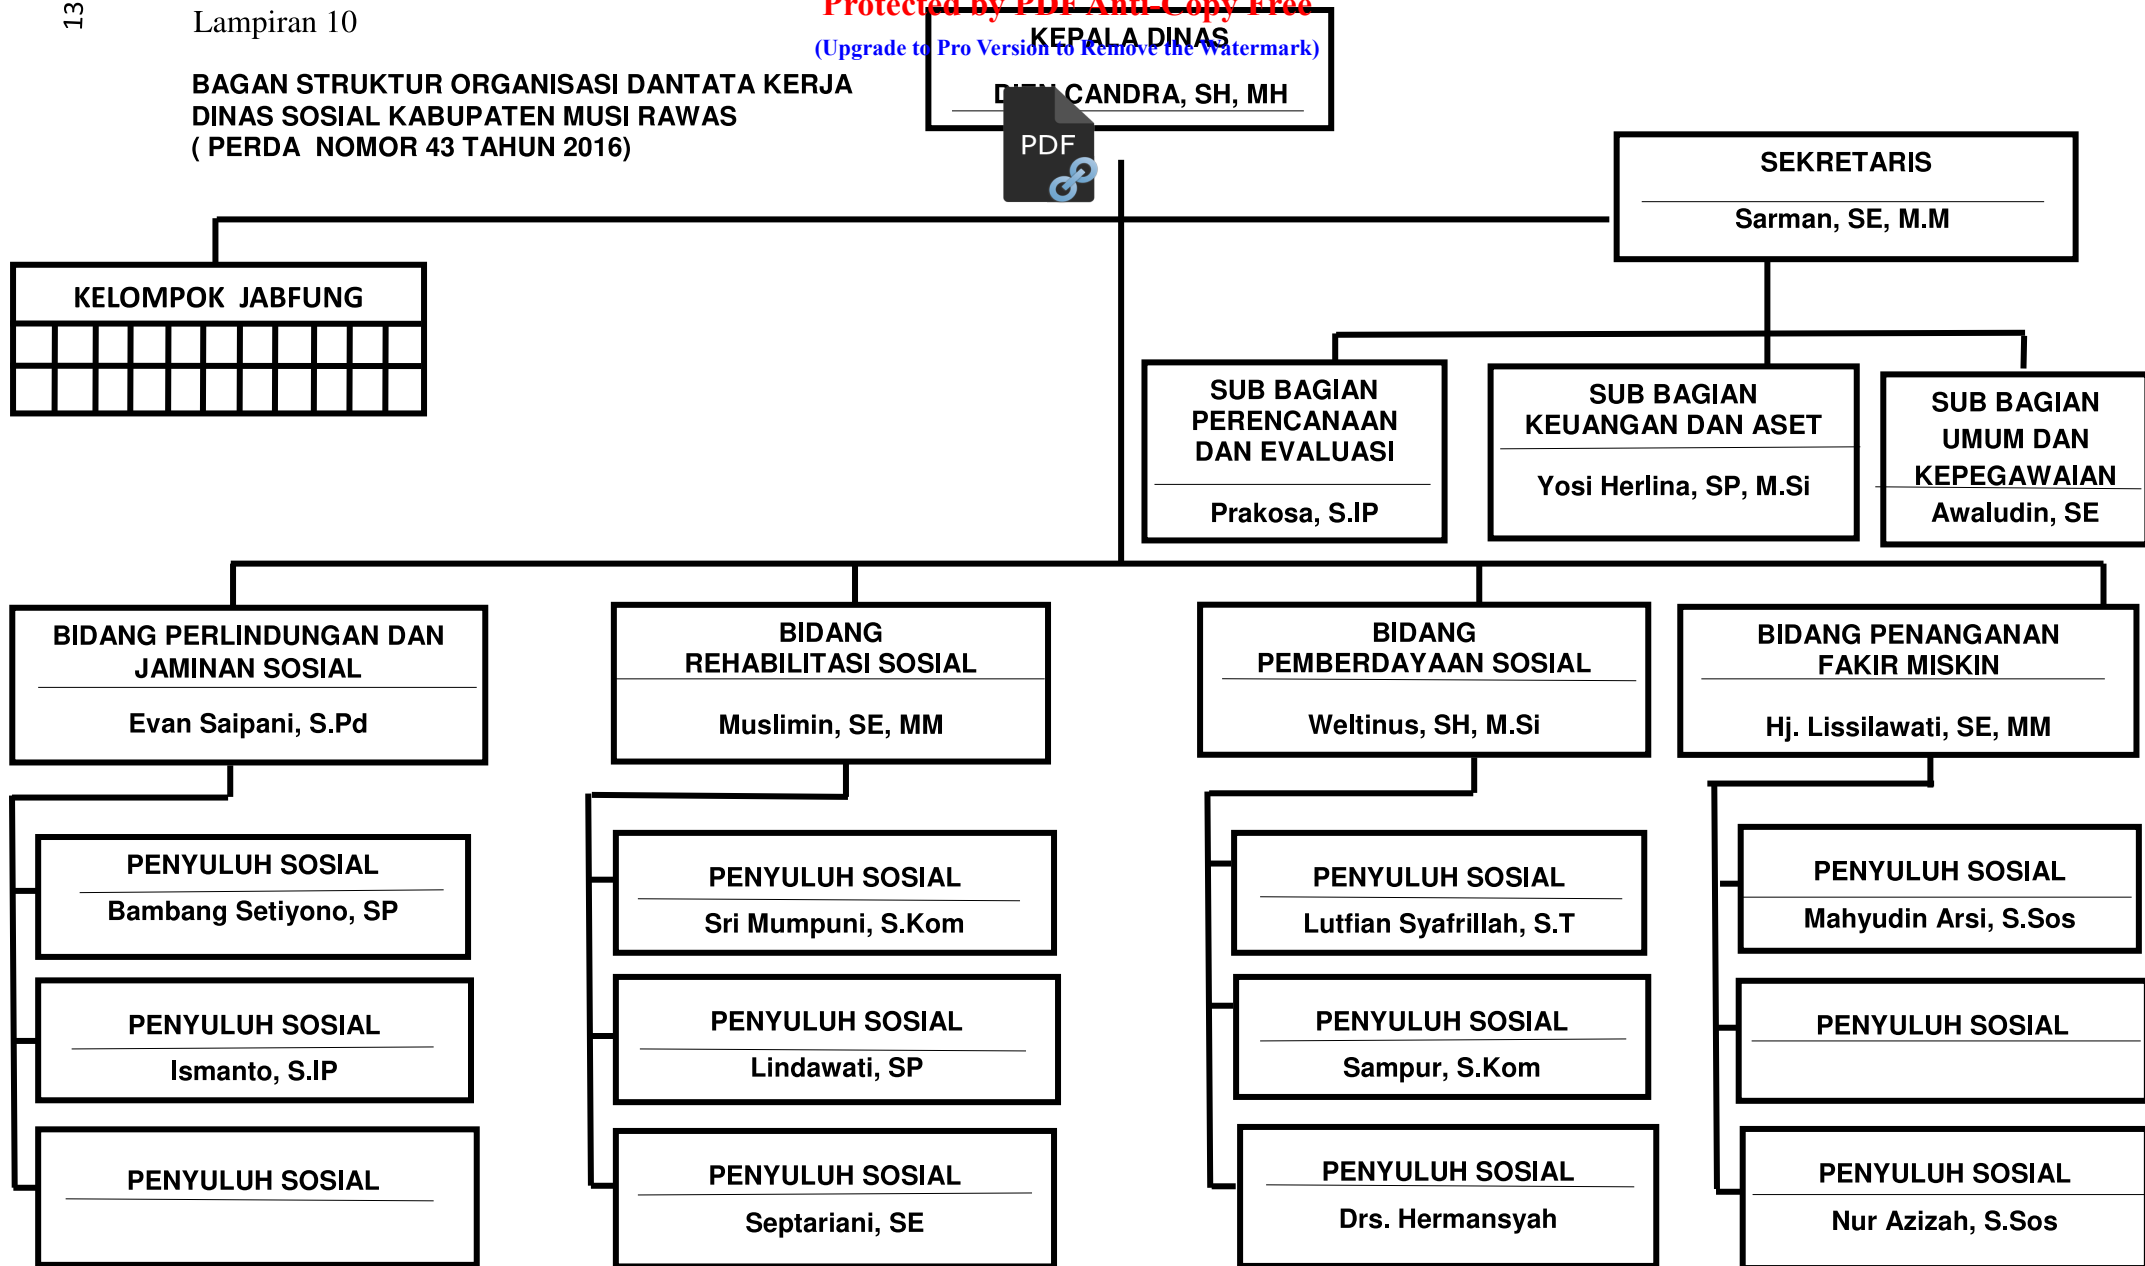 13
Lampiran 10
Protected by PDF Anti-Copy Free
(Upgrade to Pro Version to Remove the Watermark)
KEPALA DINAS
DIEN CANDRA, SH, MH
PDF
BAGAN STRUKTUR ORGANISASI DANTATA KERJA
DINAS SOSIAL KABUPATEN MUSI RAWAS
( PERDA NOMOR 43 TAHUN 2016)
SEKRETARIS
Sarman, SE, M.M
KELOMPOK JABFUNG
SUB BAGIAN
PERENCANAAN
DAN EVALUASI
Prakosa, S.IP
SUB BAGIAN
KEUANGAN DAN ASET
Yosi Herlina, SP, M.Si
SUB BAGIAN
UMUM DAN
KEPEGAWAIAN
Awaludin, SE
BIDANG PERLINDUNGAN DAN
JAMINAN SOSIAL
Evan Saipani, S.Pd
BIDANG
REHABILITASI SOSIAL
Muslimin, SE, MM
BIDANG
PEMBERDAYAAN SOSIAL
Weltinus, SH, M.Si
BIDANG PENANGANAN
FAKIR MISKIN
Hj. Lissilawati, SE, MM
PENYULUH SOSIAL
Bambang Setiyono, SP
PENYULUH SOSIAL
Ismanto, S.IP
PENYULUH SOSIAL
PENYULUH SOSIAL
Sri Mumpuni, S.Kom
PENYULUH SOSIAL
Lindawati, SP
PENYULUH SOSIAL
Septariani, SE
PENYULUH SOSIAL
Lutfian Syafrillah, S.T
PENYULUH SOSIAL
Sampur, S.Kom
PENYULUH SOSIAL
Drs. Hermansyah
PENYULUH SOSIAL
Mahyudin Arsi, S.Sos
PENYULUH SOSIAL
PENYULUH SOSIAL
Nur Azizah, S.Sos